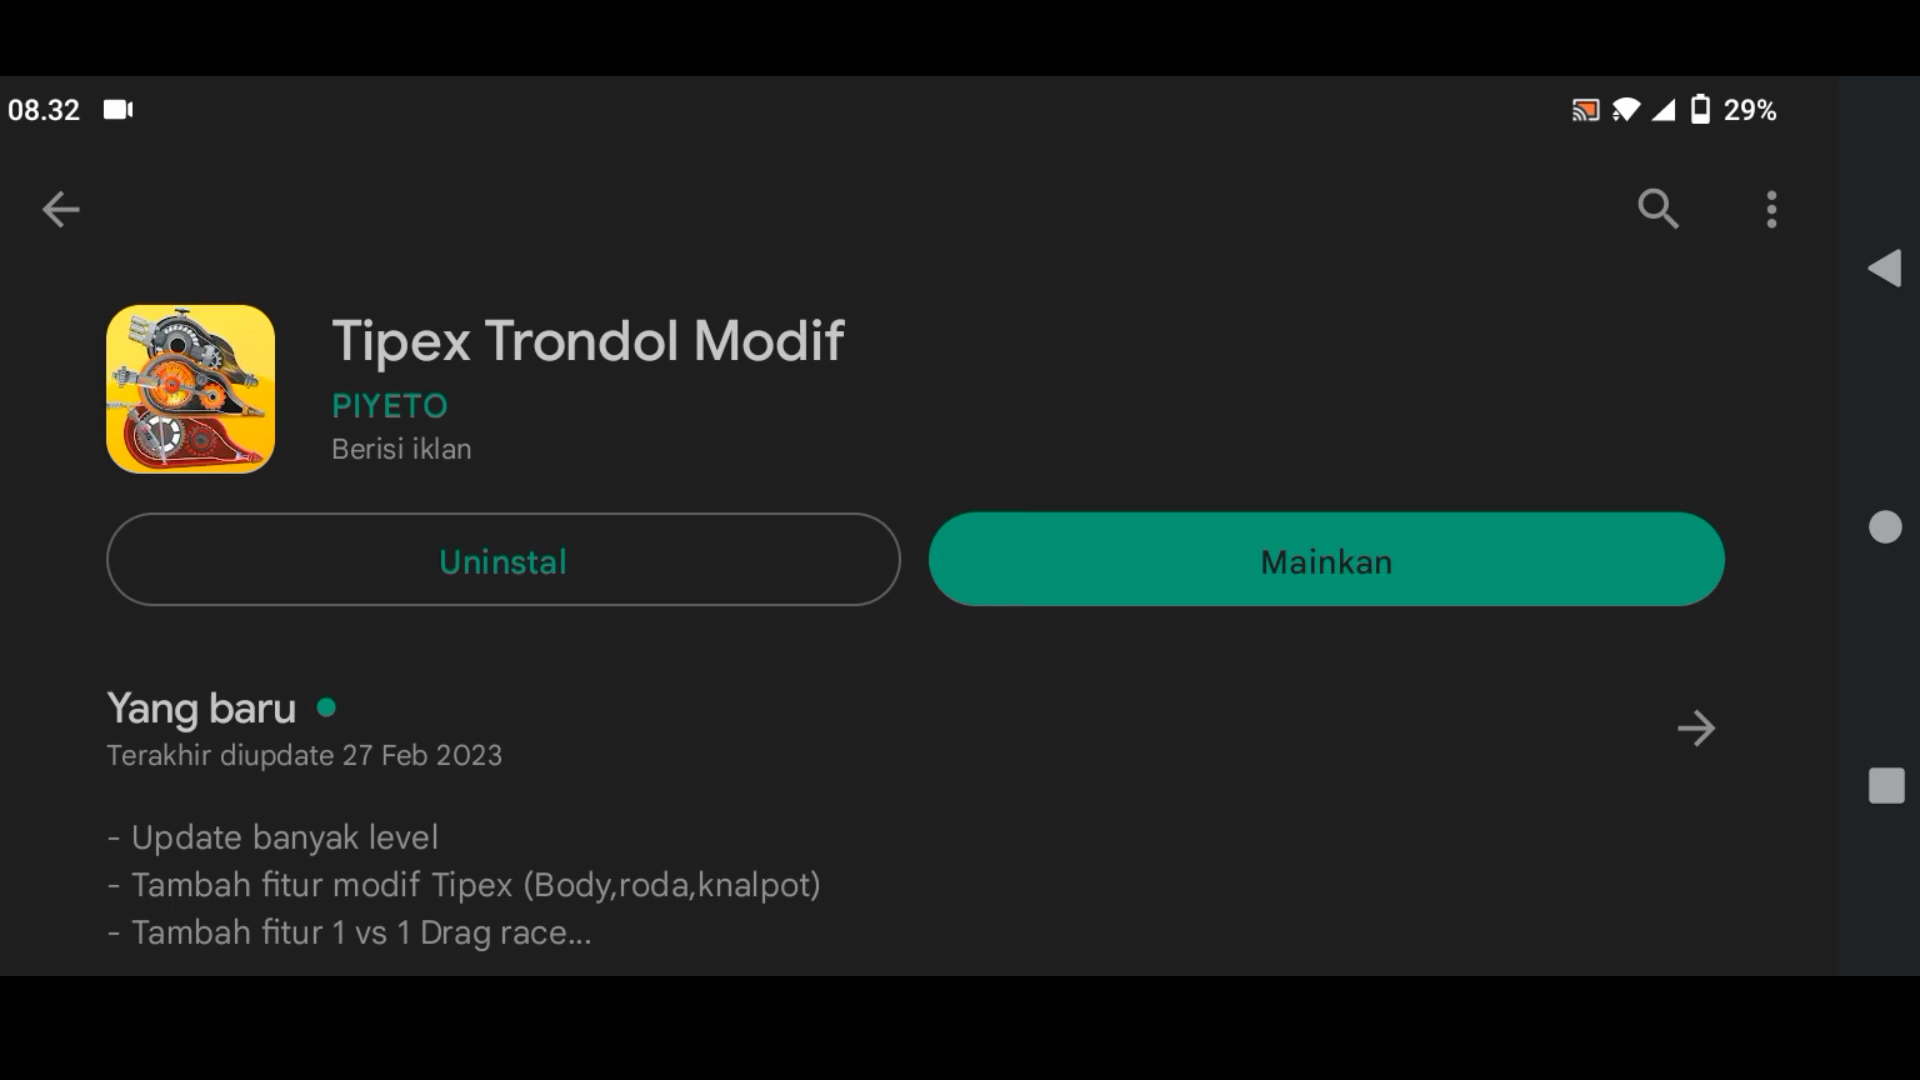 08.32
29%
Tipex Trondol Modif
PIYETO
Berisi iklan
Uninstal
Mainkan
Yang baru
Terakhir diupdate 27 Feb 2023
- Update banyak level
- Tambah fitur modif Tipex (Body,roda,knalpot)
- Tambah fitur 1 vs 1 Drag race...